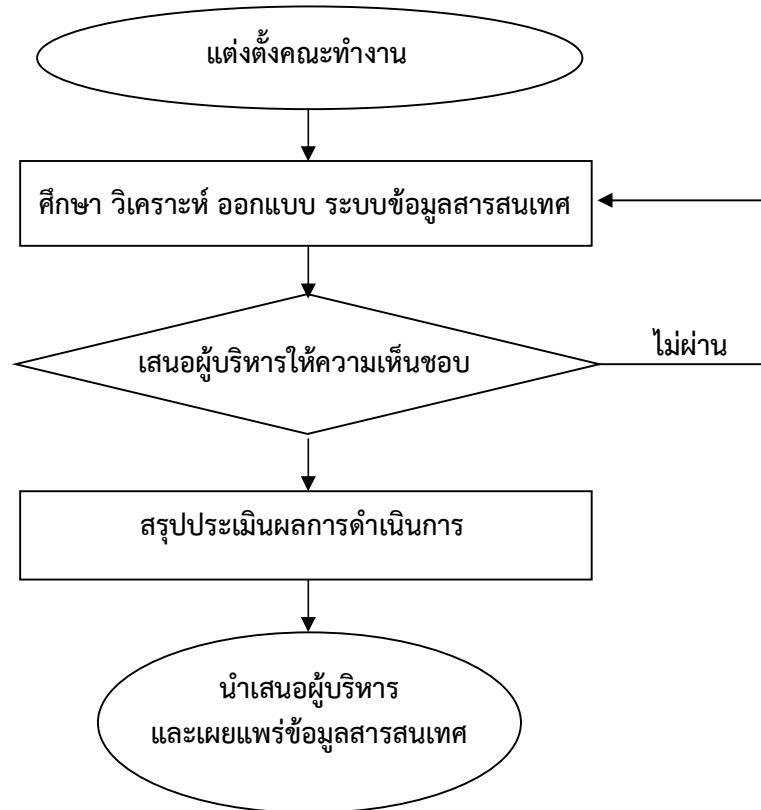 แต่งตั้งคณะทำงาน
ศึกษา วิเคราะห์ ออกแบบ ระบบข้อมูลสารสนเทศ
เสนอผู้บริหารให้ความเห็นชอบ
ไม่ผ่าน
สรุปประเมินผลการดำเนินการ
นำเสนอผู้บริหาร
และเผยแพร่ข้อมูลสารสนเทศ